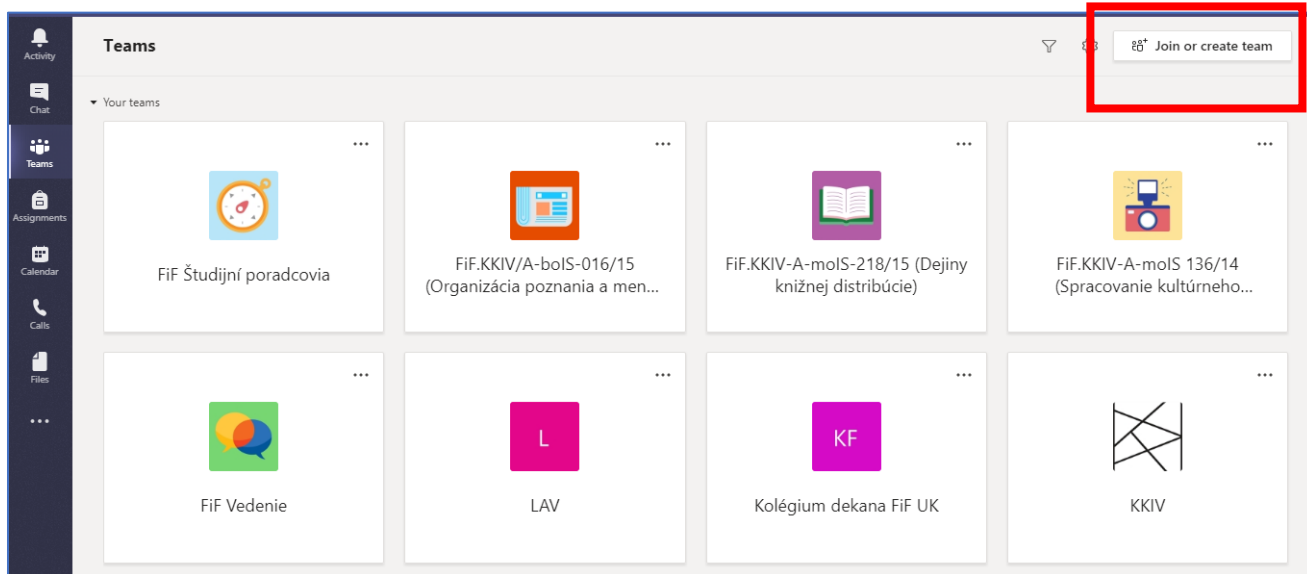 Activity
Chat
Teams
Assignments
Calendar
Calls
Files
Teams
Join or create team
Your teams
FiF Študijní poradcovia
FiF.KKIV/A-boIS-016/15
(Organizácia poznania a men...
FiF.KKIV-A-moIS-218/15 (Dejiny
knižnej distribúcie)
FiF.KKIV-A-moIS 136/14
(Spracovanie kultúrneho...
FiF Vedenie
L
LAV
KF
Kolégium dekana FiF UK
KKIV